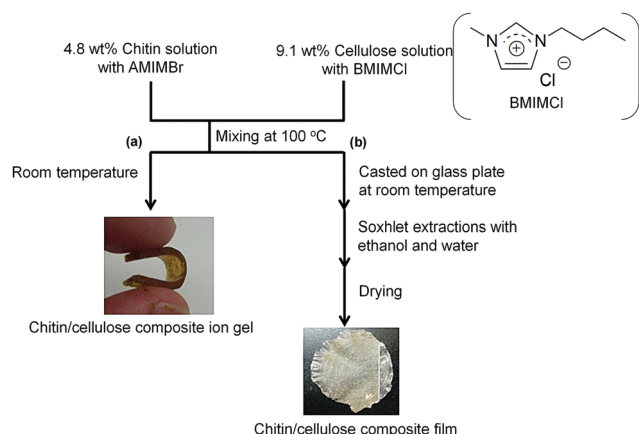 4.8 wt% Chitin solution
with AMIMBr
9.1 wt% Cellulose solution
with BMIMCl
N
N
+
Cl −
BMIMCl
(a)
Mixing at 100 ºC
(b)
Room temperature
Casted on glass plate
at room temperature
Soxhlet extractions with
ethanol and water
Drying
Chitin/cellulose composite ion gel
Chitin/cellulose composite film